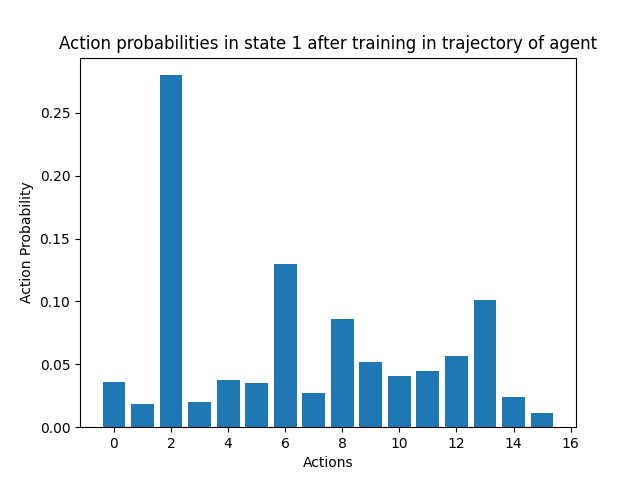 Action probabilities in state 1 after training in trajectory of agent
0.25
0.20
0.15
0.10
0.05
0.00
Action Probability
0 2 4 6 8 10 12 14 16
Actions